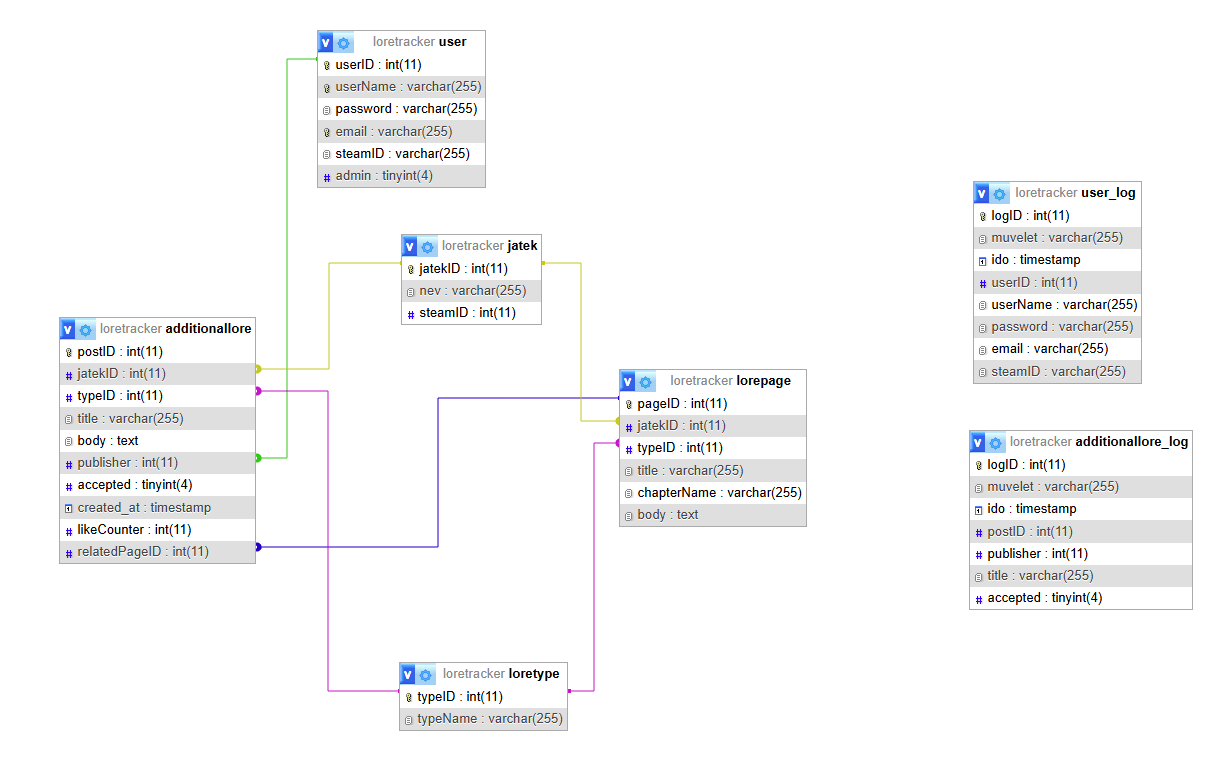 loretracker user
userID : int(11)
userName : varchar(255)
password : varchar(255)
email : varchar(255)
steamID : varchar(255)
admin : tinyint(4)
loretracker jatek
jatekID : int(11)
nev : varchar(255)
steamID : int(11)
loretracker additionallore
postID : int(11)
jatekID : int(11)
typeID : int(11)
title : varchar(255)
body : text
publisher : int(11)
accepted : tinyint(4)
created_at : timestamp
likeCounter : int(11)
relatedPageID : int(11)
loretracker lorepage
pageID : int(11)
jatekID : int(11)
typeID : int(11)
title : varchar(255)
chapterName : varchar(255)
body : text
loretracker loretype
typeID : int(11)
typeName : varchar(255)
loretracker user_log
logID : int(11)
muvelet : varchar(255)
ido : timestamp
userID : int(11)
userName : varchar(255)
password : varchar(255)
email : varchar(255)
steamID : varchar(255)
loretracker additionallore_log
logID : int(11)
muvelet : varchar(255)
ido : timestamp
postID : int(11)
publisher : int(11)
title : varchar(255)
accepted : tinyint(4)